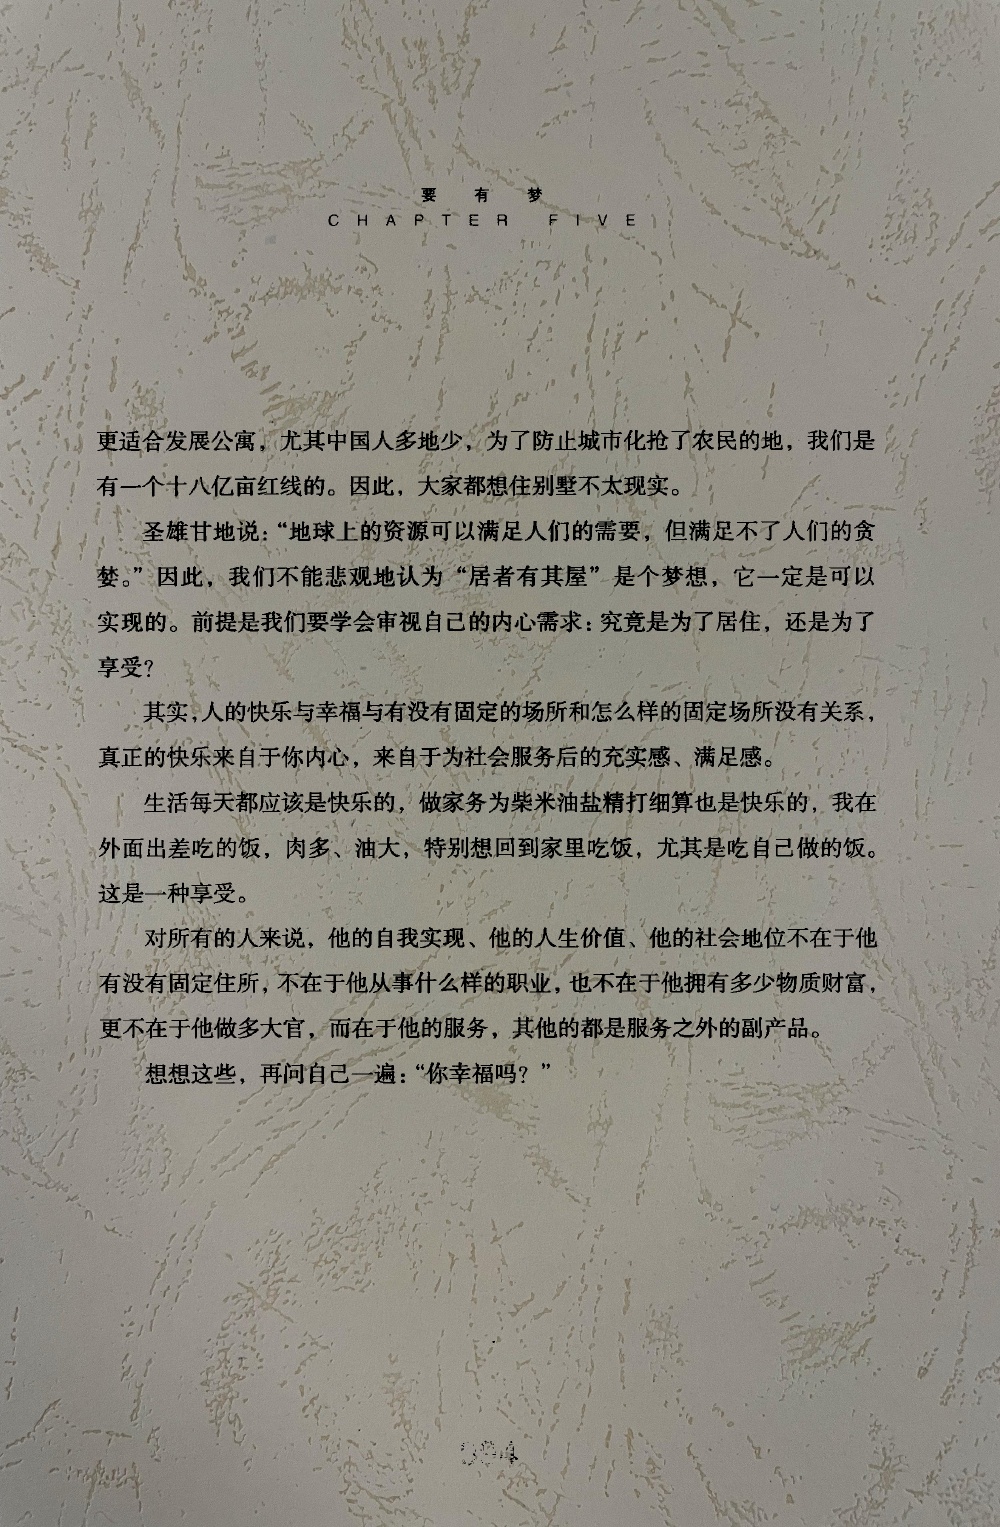 要有梦
CHAPTER FIVE
更适合发展公寓，尤其中国人多地少，为了防止城市化抢了农民的地，我们是
有一个十八亿亩红线的。因此，大家都想住别墅不太现实。
圣雄甘地说：“地球上的资源可以满足人们的需要，但满足不了人们的贪
婪。”因此，我们不能悲观地认为“居者有其屋”是个梦想，它一定是可以
实现的。前提是我们要学会审视自己的内心需求：究竟是为了居住，还是为了
享受？
其实，人的快乐与幸福与有没有固定的场所和怎么样的固定场所没有关系，
真正的快乐来自于你内心，来自于为社会服务后的充实感、满足感。
生活每天都应该是快乐的，做家务为柴米油盐精打细算也是快乐的，我在
外面出差吃的饭，肉多、油大，特别想回到家里吃饭，尤其是吃自己做的饭。
这是一种享受。
对所有的人来说，他的自我实现、他的人生价值、他的社会地位不在于他
有没有固定住所，不在于他从事什么样的职业，也不在于他拥有多少物质财富，
更不在于他做多大官，而在于他的服务，其他的都是服务之外的副产品。
想想这些，再问自己一遍：“你幸福吗？”